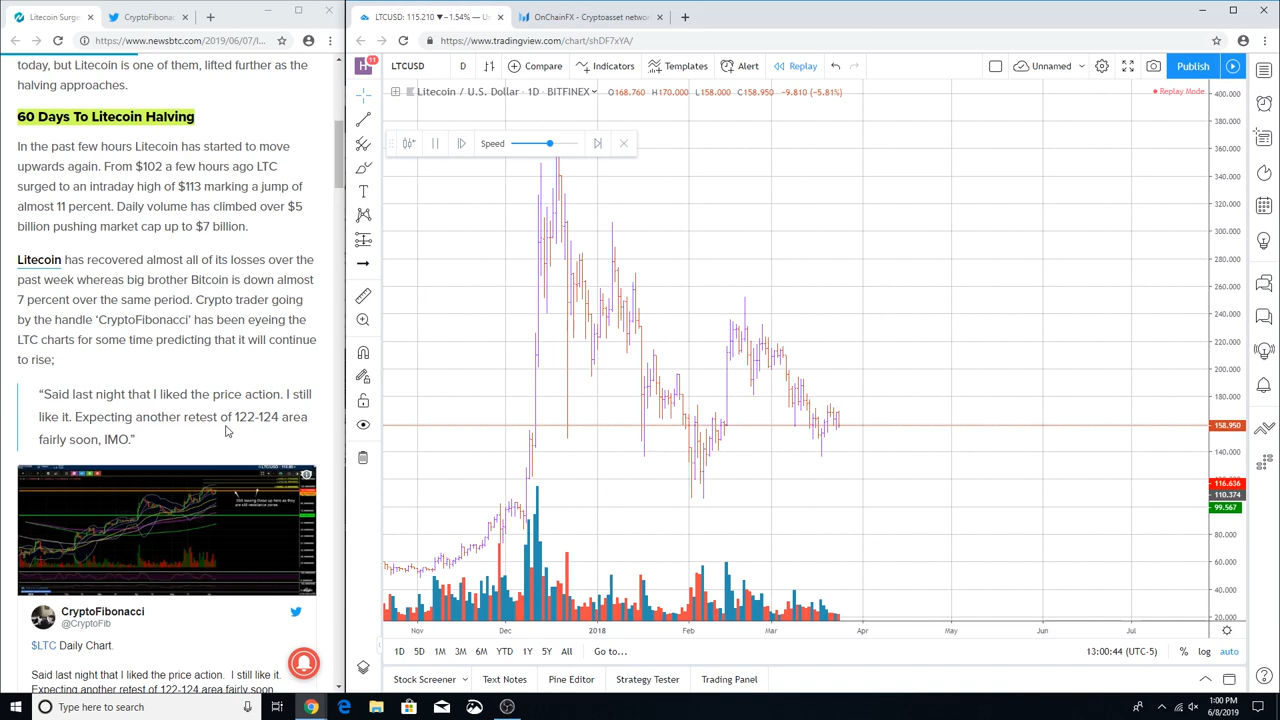 Litecoin Surge
CryptoFibonac
https://www.newsbtc.com/2019/06/07/l...
today, but Litecoin is one of them, lifted further as the
halving approaches.
60 Days To Litecoin Halving
In the past few hours Litecoin has started to move
upwards again. From $102 a few hours ago LTC
surged to an intraday high of $113 marking a jump of
almost 11 percent. Daily volume has climbed over $5
billion pushing market cap up to $7 billion.
Litecoin has recovered almost all of its losses over the
past week whereas big brother Bitcoin is down almost
7 percent over the same period. Crypto trader going
by the handle ‘CryptoFibonacci’ has been eyeing the
LTC charts for some time predicting that it will continue
to rise;
“Said last night that I liked the price action. I still
like it. Expecting another retest of 122-124 area
fairly soon, IMO.”
CryptoFibonacci
@CryptoFib
$LTC Daily Chart.
Said last night that I liked the price action. I still like it.
Expecting another retest of 122-124 area fairly soon
LTCUSD: 115.210 ▼−1.54% — Un
OnChainFX - Cryptoasset networ
https://www.tradingview.com/chart/shDF7xYA/
11
LTCUSD D Compare Indicators Templates Alert Replay Unnamed Publish
Litecoin / U.S. Dollar · 1D · BITFINEX O168.760 H170.000 L158.000 C158.950 −9.810 (−5.81%)
Replay Mode
Speed
400.000
380.000
360.000
340.000
320.000
300.000
280.000
260.000
240.000
220.000
200.000
180.000
158.950
140.000
116.636
110.374
99.567
80.000
60.000
40.000
20.000
Nov Dec 2018 Feb Mar Apr May Jun Jul
1D 5D 1M 3M 6M YTD 1Y 5Y All Go to... 13:00:44 (UTC-5) % log auto
Stock Screener Text Notes Pine Editor Strategy Tester Trading Panel
Type here to search
1:00 PM
6/8/2019